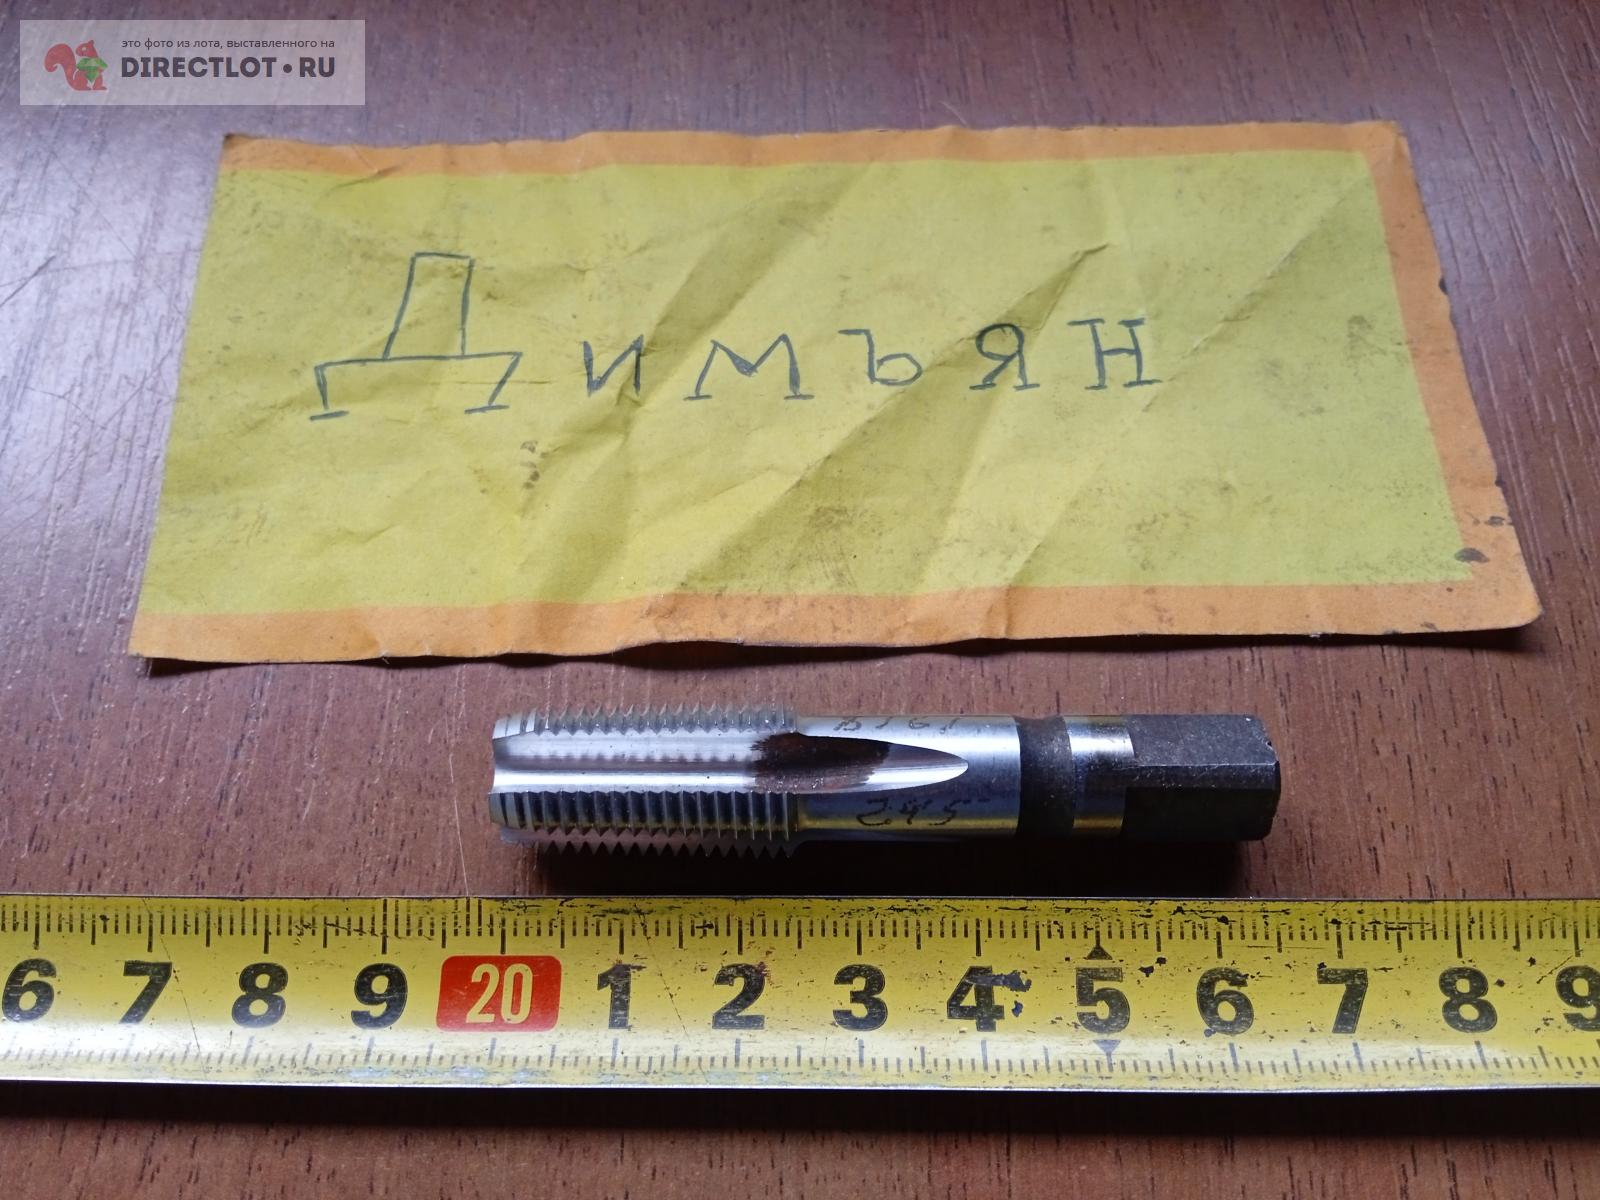 это фото из лота, выставленного на
DIRECTLOT•RU
Димъян
245
6 7 8 9 20 1 2 3 4 5 6 7 8 9